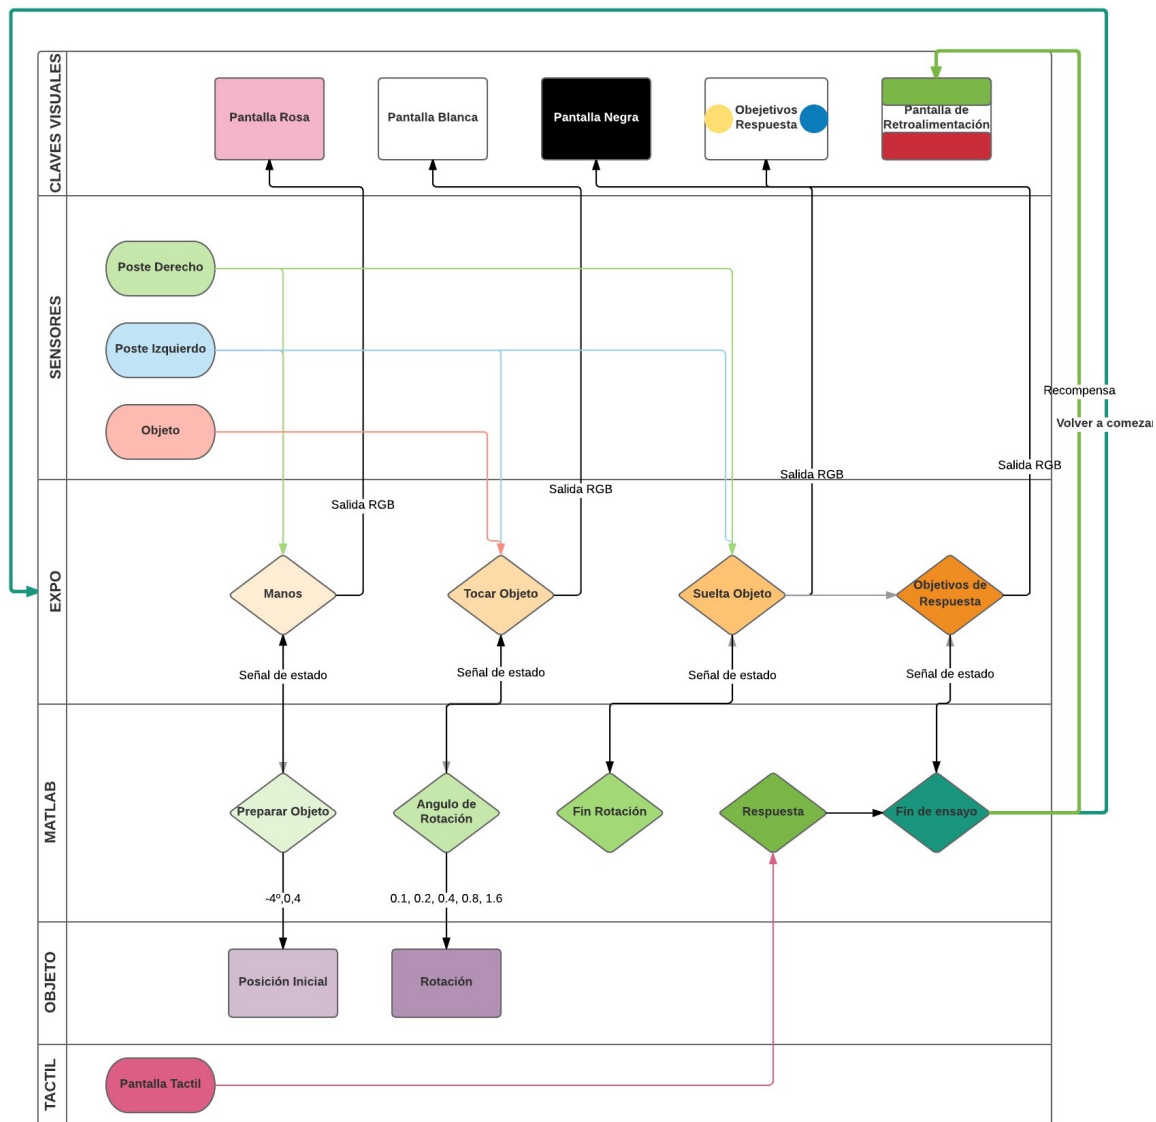 CLAVES VISUALES
Pantalla Rosa
Pantalla Blanca
Pantalla Negra
Obejetivos
Respuesta
Pantalla de
Retroalimentación
SENSORES
Poste Derecho
Poste Izquierdo
Objeto
Recompensa
Volver a comezar
Salida RGB
Salida RGB
Salida RGB
Salida RGB
EXPO
Manos
Tocar Objeto
Suelta Objeto
Objetivos de
Respuesta
Señal de estado
Señal de estado
Señal de estado
Señal de estado
MATLAB
Preparar Objeto
Angulo de
Rotación
Fin Rotación
Respuesta
Fin de ensayo
-4º,0,4
0.1, 0.2, 0.4, 0.8, 1.6
OBJETO
Posición Inicial
Rotación
TACTIL
Pantalla Tactil